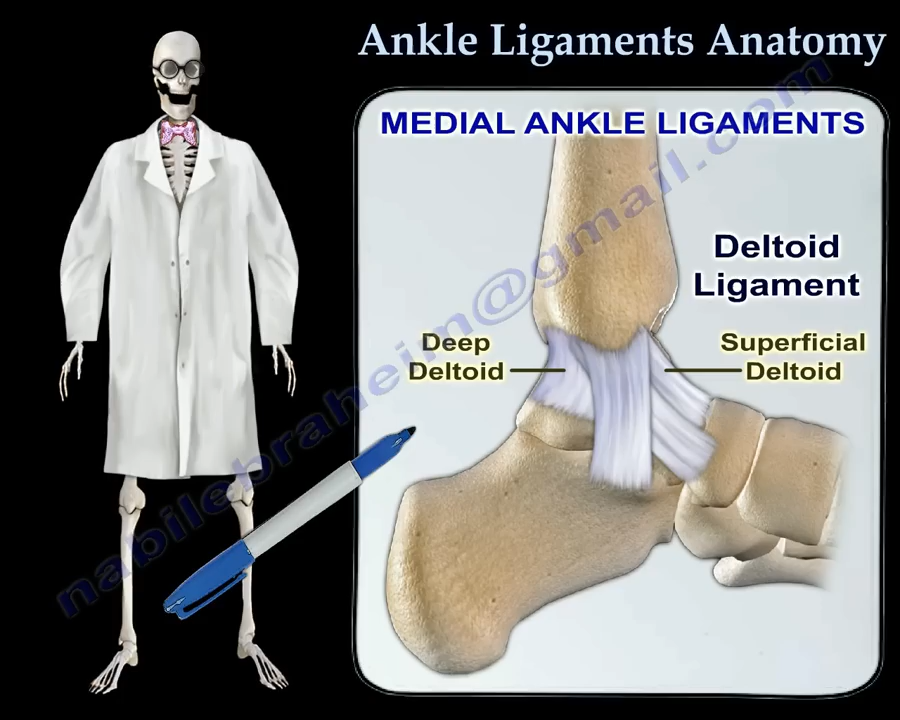 Ankle Ligaments Anatomy
MEDIAL ANKLE LIGAMENTS
Deltoid
Ligament
Deep
Deltoid
Superficial
Deltoid
nabilebraheim@gmail.com